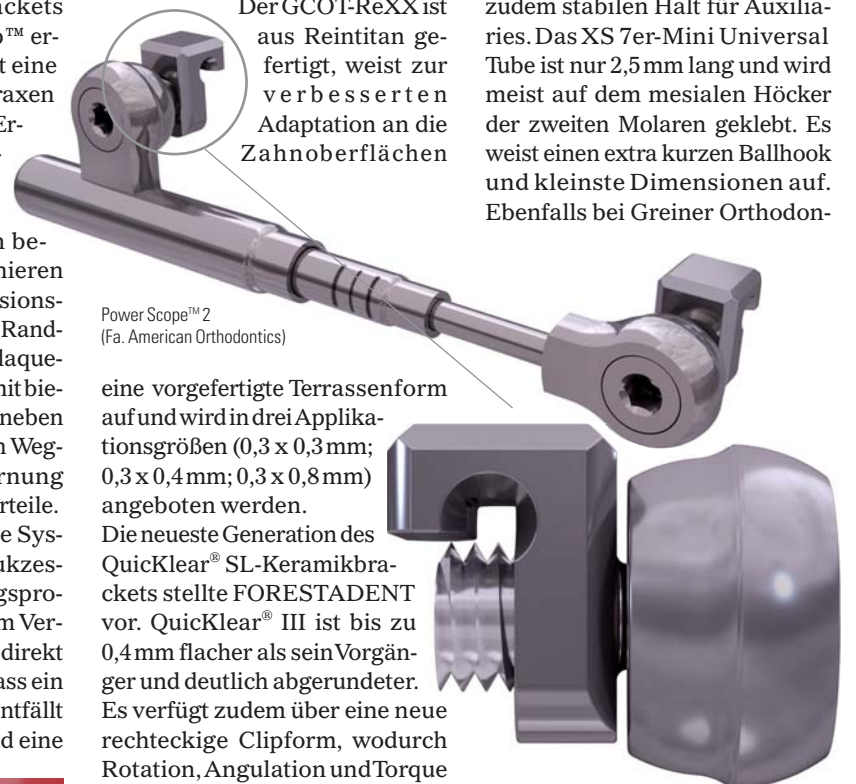 ackets
o™ er-
t eine
raxen
Er-
-
n be-
nieren
sions-
Rand-
laque-
nit bie-
neben
n Weg-
rnung
rteile.
e Sys-
ukzes-
gspro-
m Ver-
direkt
ass ein
ntfällt
d eine
Der GCOT-ReXX ist
aus Reintitan ge-
fertigt, weist zur
verbesserten
Adaptation an die
Zahnoberflächen
Power Scope™ 2
(Fa. American Orthodontics)
eine vorgefertigte Terrassenform
auf und wird in drei Applika-
tionsgrößen (0,3 x 0,3 mm;
0,3 x 0,4 mm; 0,3 x 0,8 mm)
angeboten werden.
Die neueste Generation des
QuicKlear® SL-Keramikbra-
ckets stellte FORESTADENT
vor. QuicKlear® III ist bis zu
0,4 mm flacher als sein Vorgän-
ger und deutlich abgerundeter.
Es verfügt zudem über eine neue
rechteckige Clipform, wodurch
Rotation, Angulation und Torque
zudem stabilen Halt für Auxilia-
ries. Das XS 7er-Mini Universal
Tube ist nur 2,5 mm lang und wird
meist auf dem mesialen Höcker
der zweiten Molaren geklebt. Es
weist einen extra kurzen Ballhook
und kleinste Dimensionen auf.
Ebenfalls bei Greiner Orthodon-